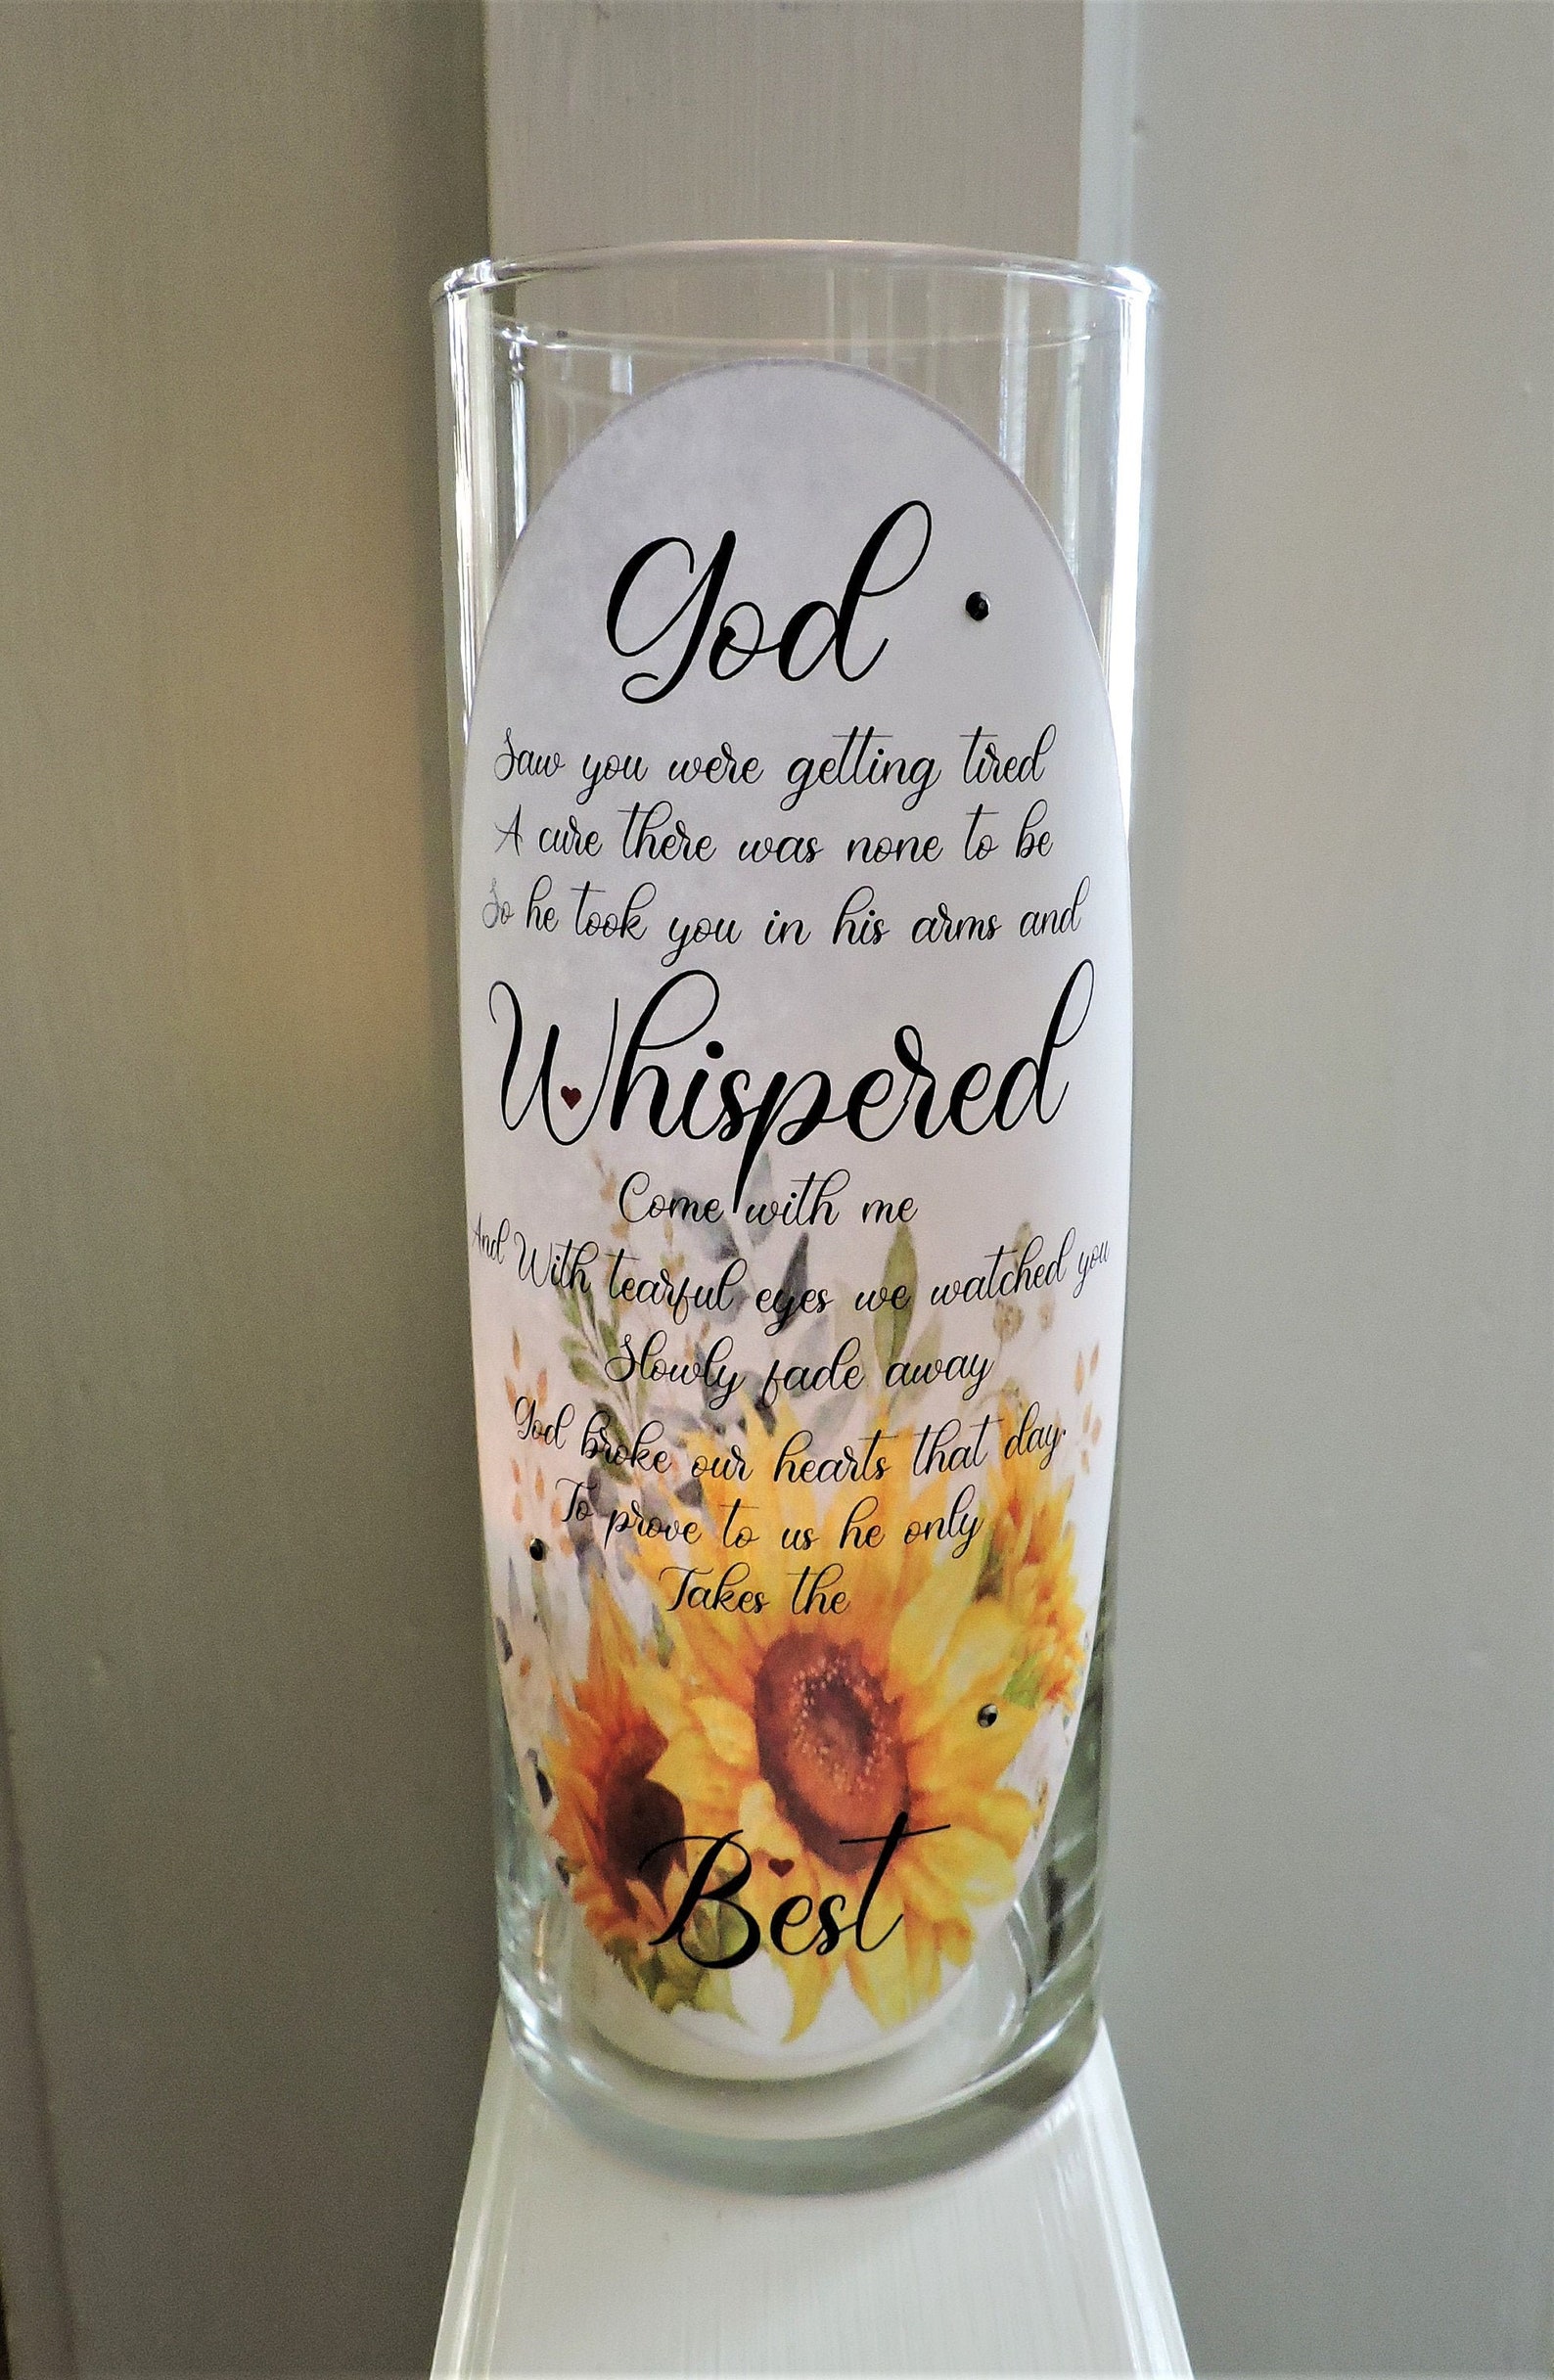 God
Saw you were getting tired
A cure there was none to be
So he took you in his arms and
Whispered
Come with me
And With tearful eyes we watched you
Slowly fade away
God broke our hearts that day.
To prove to us he only
Takes the
Best